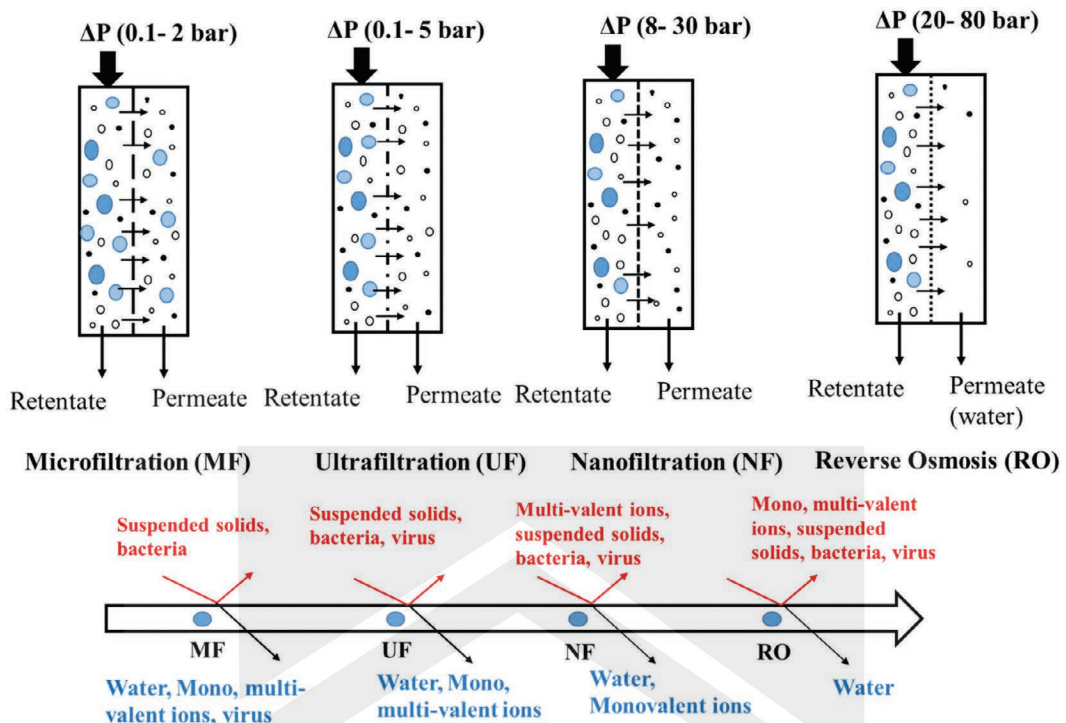 ΔP (0.1- 2 bar)
ΔP (0.1- 5 bar)
ΔP (8- 30 bar)
ΔP (20- 80 bar)
Retentate
Permeate
Retentate
Permeate
Retentate
Permeate
Retentate
Permeate
(water)
Microfiltration (MF)
Ultrafiltration (UF)
Nanofiltration (NF)
Reverse Osmosis (RO)
Suspended solids,
bacteria
Suspended solids,
bacteria, virus
Multi-valent ions,
suspended solids,
bacteria, virus
Mono, multi-valent
ions, suspended
solids, bacteria, virus
MF
UF
NF
RO
Water, Mono, multi-
valent ions, virus
Water, Mono,
multi-valent ions
Water,
Monovalent ions
Water